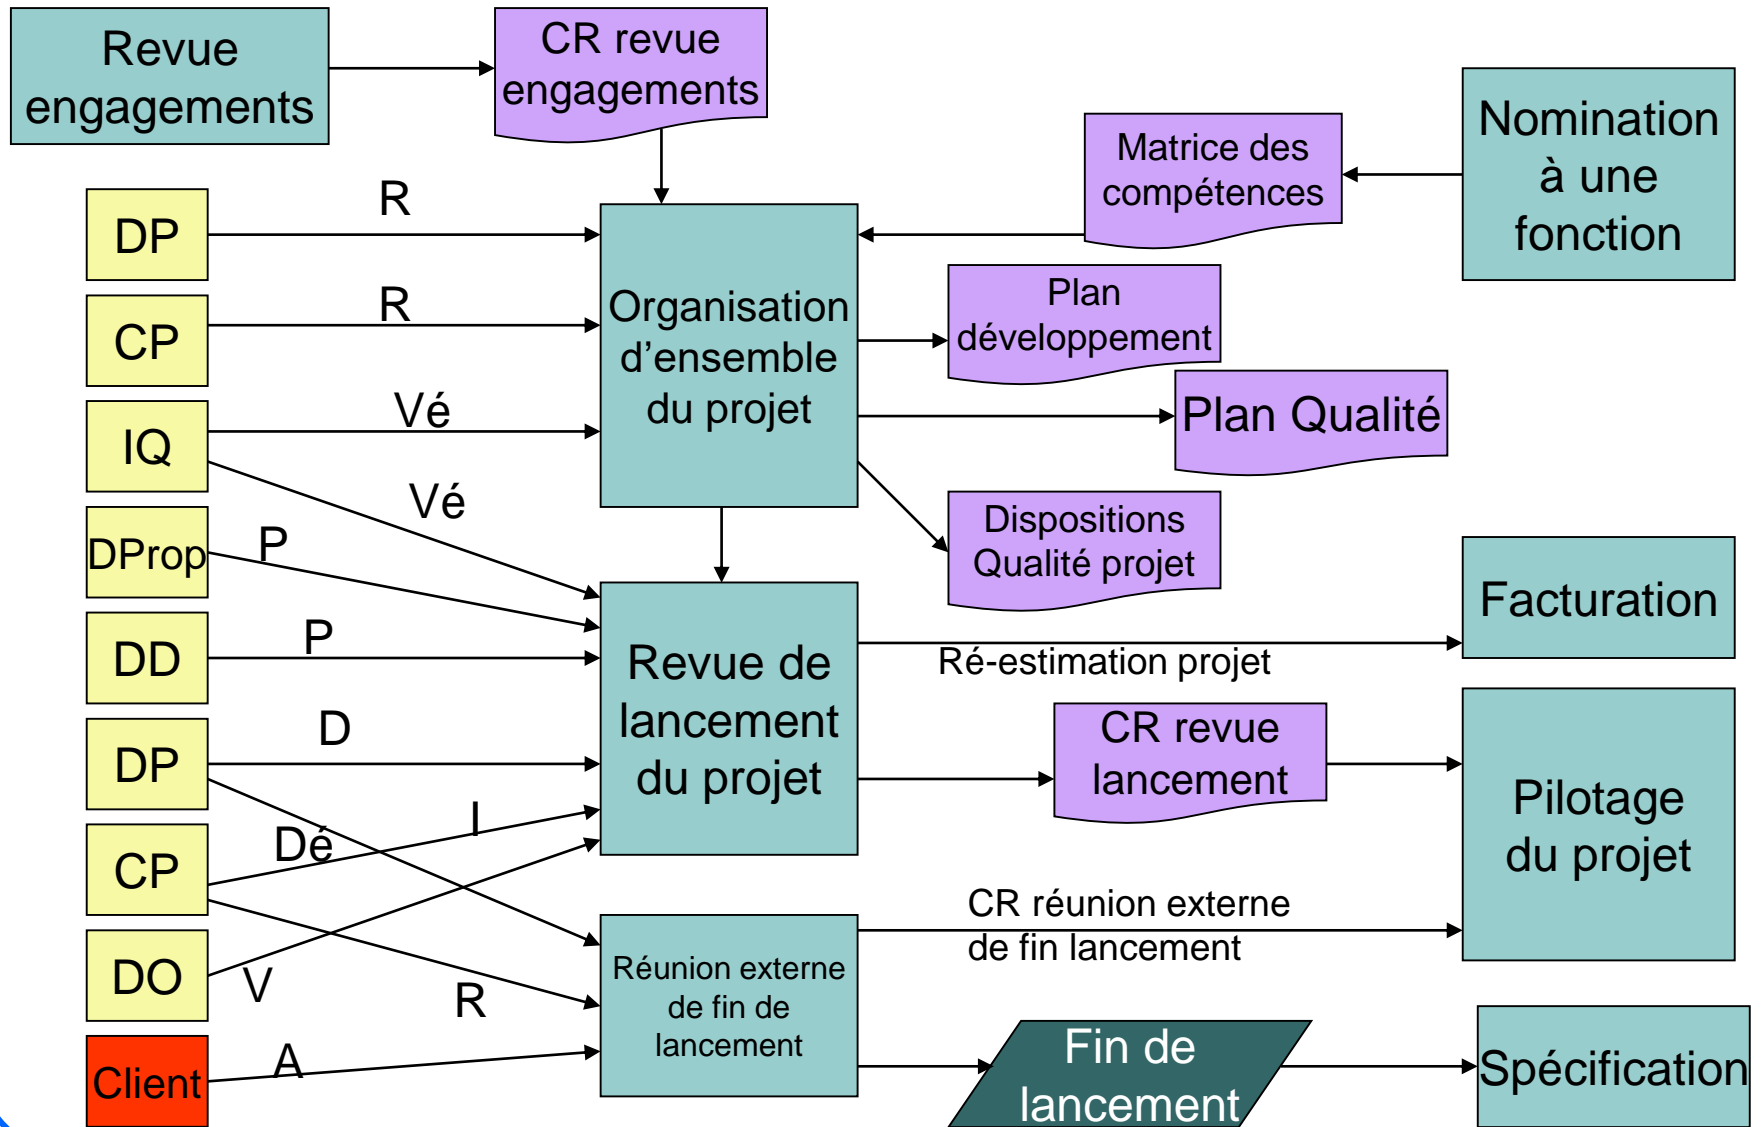 Revue
engagements
CR revue
engagements
Matrice des
compétences
Nomination
à une
fonction
DP
R
CP
R
IQ
Vé
Vé
DProp
P
DD
P
DP
D
CP
Dé
I
DO
V
R
Client
A
Organisation
d’ensemble
du projet
Plan
développement
Plan Qualité
Dispositions
Qualité projet
Revue de
lancement
du projet
Ré-estimation projet
Facturation
CR revue
lancement
Pilotage
du projet
Réunion externe
de fin de
lancement
CR réunion externe
de fin lancement
Fin de
lancement
Spécification